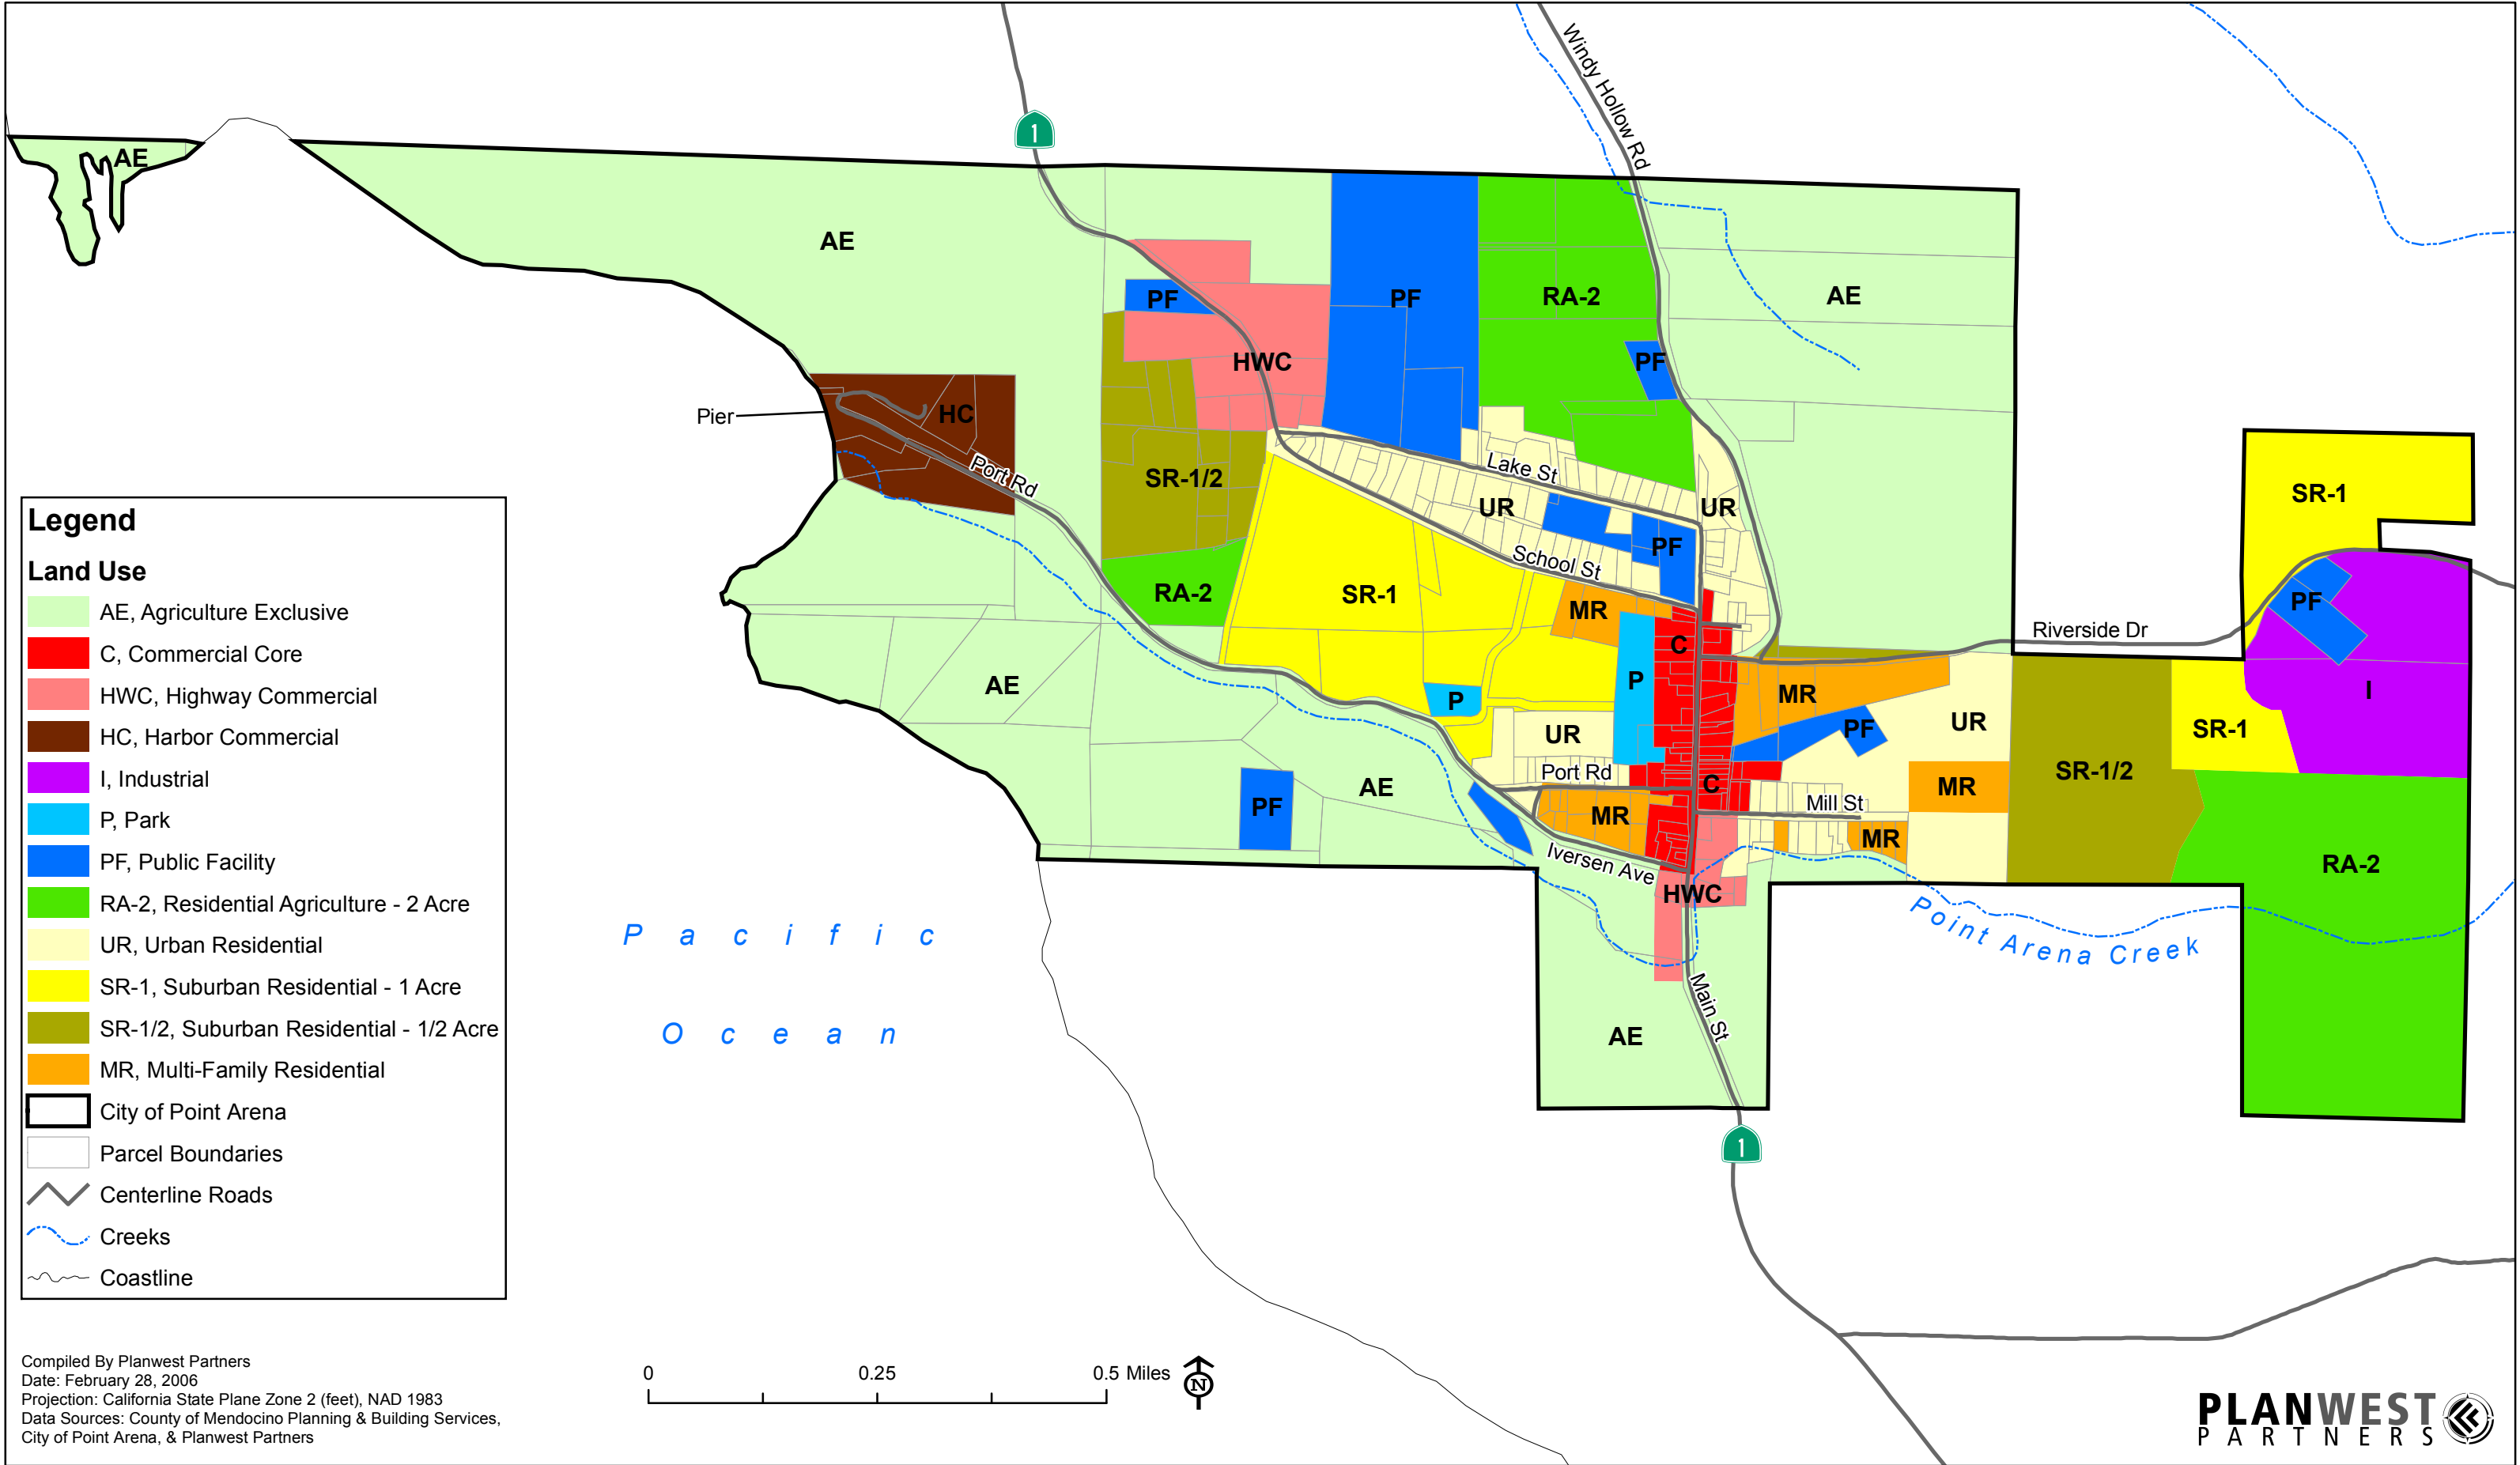 1
Windy Hollow Rd
AE
AE
PF
PF
RA-2
AE
HWC
PF
Pier
HC
Port Rd
SR-1/2
Lake St
UR
UR
SR-1
PF
School St
RA-2
SR-1
MR
PF
C
Riverside Dr
P
AE
P
MR
I
UR
PF
UR
SR-1
Port Rd
SR-1/2
AE
C
MR
PF
MR
Mill St
MR
Iversen Ave
RA-2
HWC
Point Arena Creek
Pacific
Ocean
Main St
AE
1
Legend
Land Use
AE, Agriculture Exclusive
C, Commercial Core
HWC, Highway Commercial
HC, Harbor Commercial
I, Industrial
P, Park
PF, Public Facility
RA-2, Residential Agriculture - 2 Acre
UR, Urban Residential
SR-1, Suburban Residential - 1 Acre
SR-1/2, Suburban Residential - 1/2 Acre
MR, Multi-Family Residential
City of Point Arena
Parcel Boundaries
Centerline Roads
Creeks
Coastline
Compiled By Planwest Partners
Date: February 28, 2006
Projection: California State Plane Zone 2 (feet), NAD 1983
Data Sources: County of Mendocino Planning & Building Services,
City of Point Arena, & Planwest Partners
0 0.25 0.5 Miles
N
PLANWEST
PARTNERS